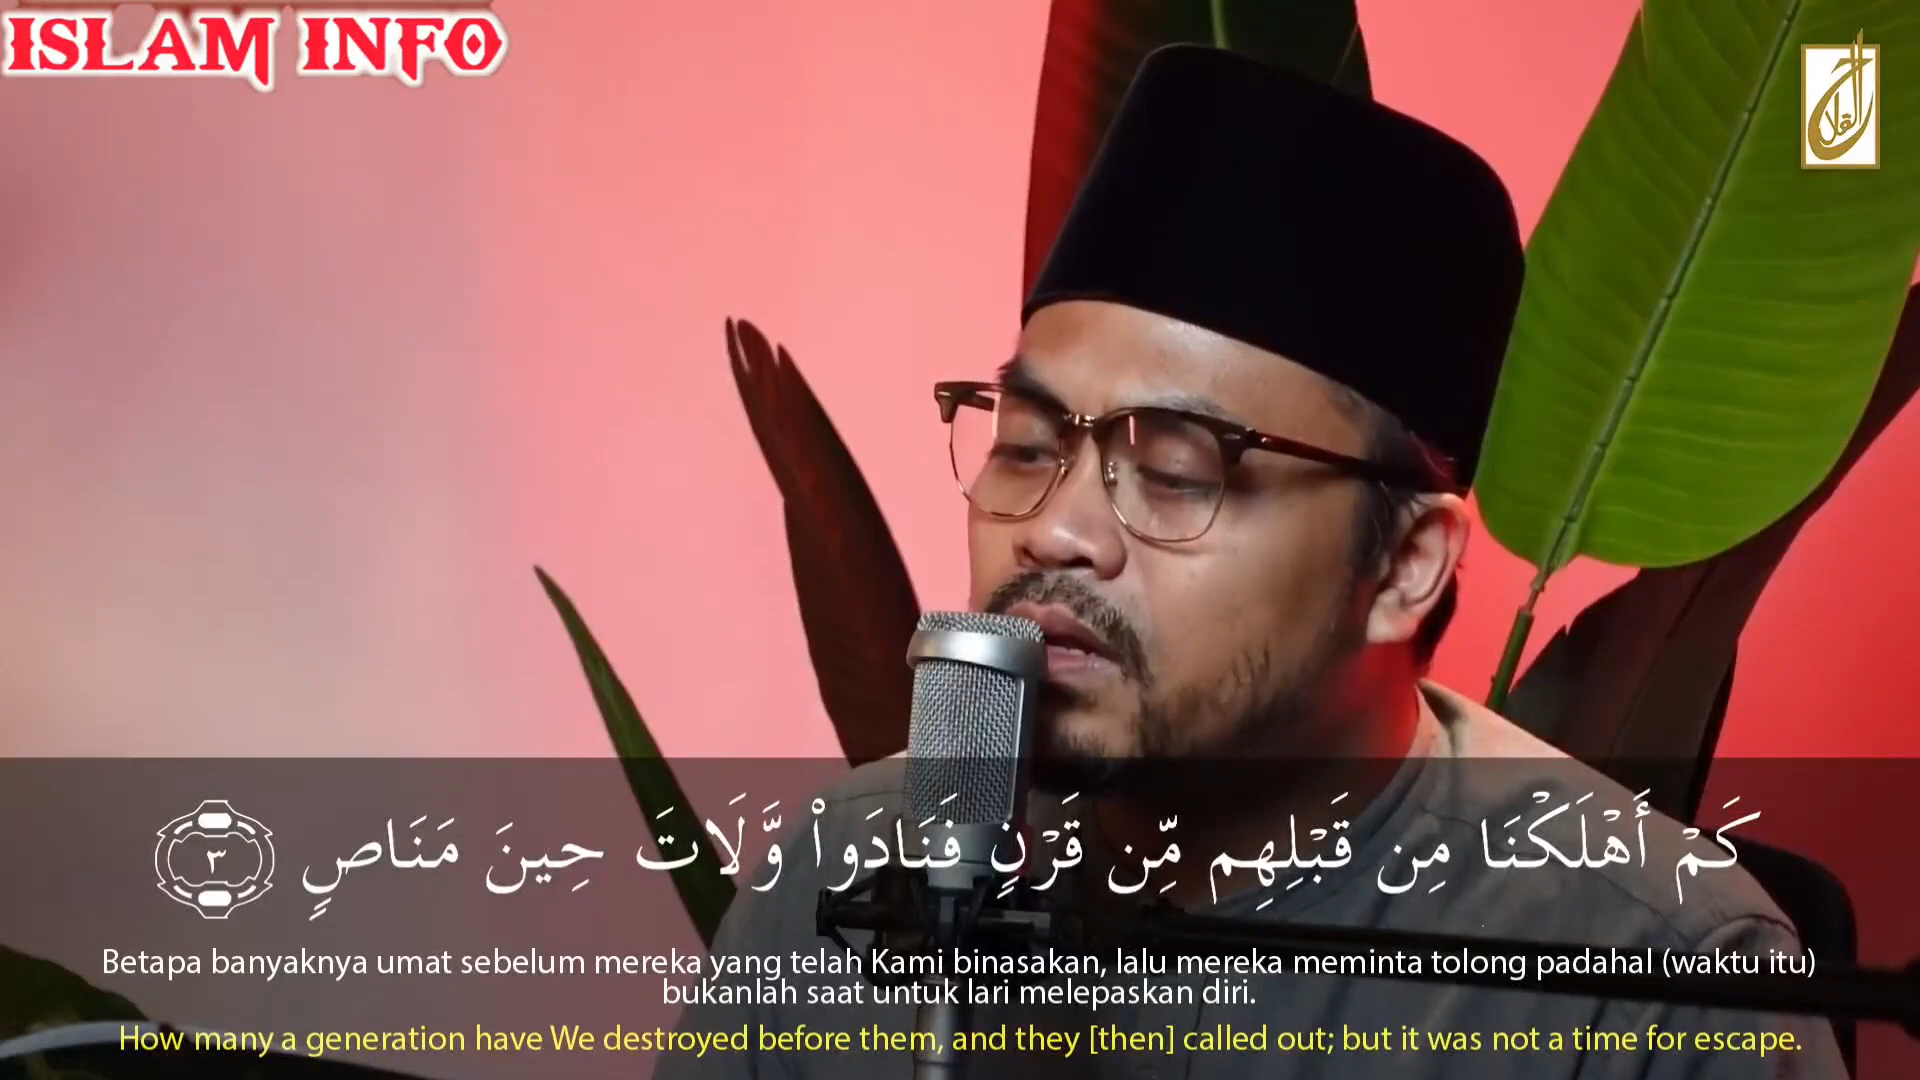 ISLAM INFO
القلاح
كَمْ أَهْلَكْنَا مِن قَبْلِهِم مِّن قَرْنٍ فَنَادَوا۟ وَّلَاتَ حِينَ مَنَاصٍ ٣
Betapa banyaknya umat sebelum mereka yang telah Kami binasakan, lalu mereka meminta tolong padahal (waktu itu)
bukanlah saat untuk lari melepaskan diri.
How many a generation have We destroyed before them, and they [then] called out; but it was not a time for escape.